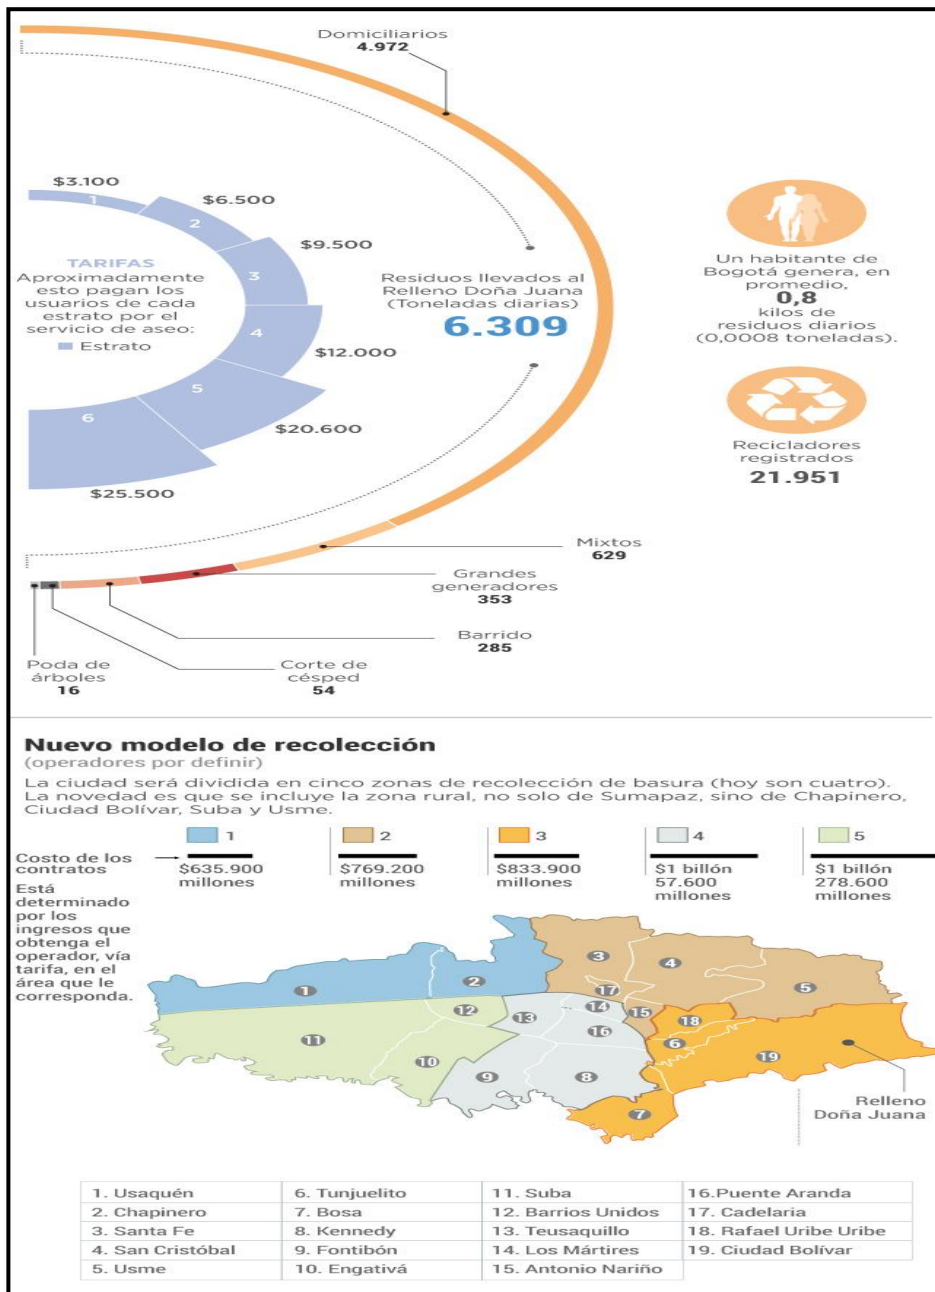 Domiciliarios
4.972
$3.100
1
$6.500
2
$9.500
3
TARIFAS
Aproximadamente
esto pagan los
usuarios de cada
estrato por el
servicio de aseo:
Estrato
4
$12.000
5
$20.600
6
$25.500
Residuos llevados al
Relleno Doña Juana
(Toneladas diarias)
6.309
Un habitante de
Bogotá genera, en
promedio,
0,8
kilos de
residuos diarios
(0,0008 toneladas).
Recicladores
registrados
21.951
Mixtos
629
Grandes
generadores
353
Barrido
285
Poda de
árboles
16
Corte de
césped
54
Nuevo modelo de recolección
(operadores por definir)
La ciudad será dividida en cinco zonas de recolección de basura (hoy son cuatro).
La novedad es que se incluye la zona rural, no solo de Sumapaz, sino de Chapinero,
Ciudad Bolívar, Suba y Usme.
1
2
3
4
5
Costo de los
contratos
$635.900
millones
$769.200
millones
$833.900
millones
$1 billón
57.600
millones
$1 billón
278.600
millones
Está
determinado
por los
ingresos que
obtenga el
operador, vía
tarifa, en el
área que le
corresponda.
1
2
3
4
5
17
14
15
18
12
13
16
6
11
10
9
8
19
7
Relleno
Doña Juana
1. Usaquén
6. Tunjuelito
11. Suba
16.Puente Aranda
2. Chapinero
7. Bosa
12. Barrios Unidos
17. Cadelaria
3. Santa Fe
8. Kennedy
13. Teusaquillo
18. Rafael Uribe Uribe
4. San Cristóbal
9. Fontibón
14. Los Mártires
19. Ciudad Bolívar
5. Usme
10. Engativá
15. Antonio Nariño